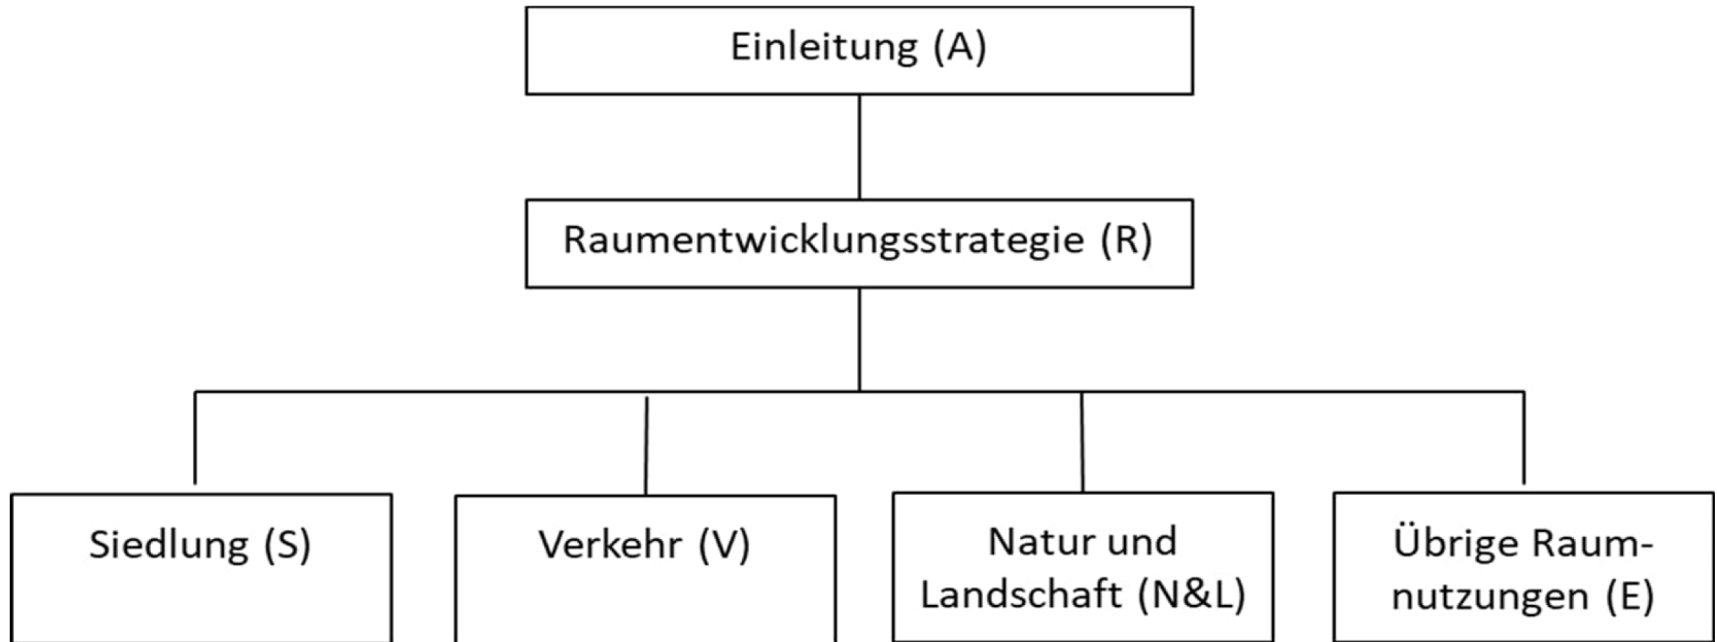 Einleitung (A)
Raumentwicklungsstrategie (R)
Siedlung (S)
Verkehr (V)
Natur und
Landschaft (N&L)
Übrige Raum-
nutzungen (E)